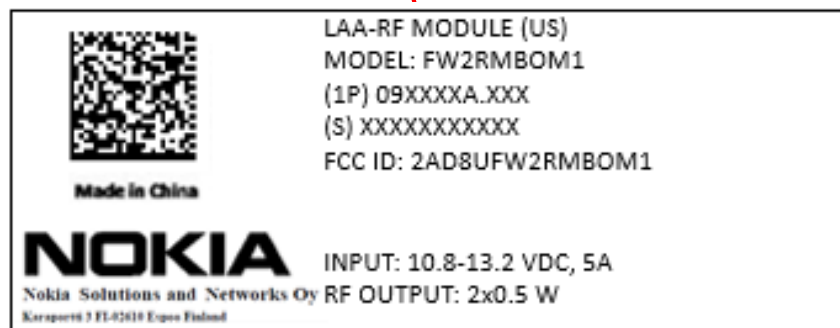 LAA-RF MODULE (US)
MODEL: FW2RMBOM1
(1P) 09XXXXA.XXX
(S) XXXXXXXXXXX
FCC ID: 2AD8UFW2RMBOM1
Made in China
NOKIA
Nokia Solutions and Networks Oy
Karaportti 3 FI-02610 Espoo Finland
INPUT: 10.8-13.2 VDC, 5A
RF OUTPUT: 2x0.5 W